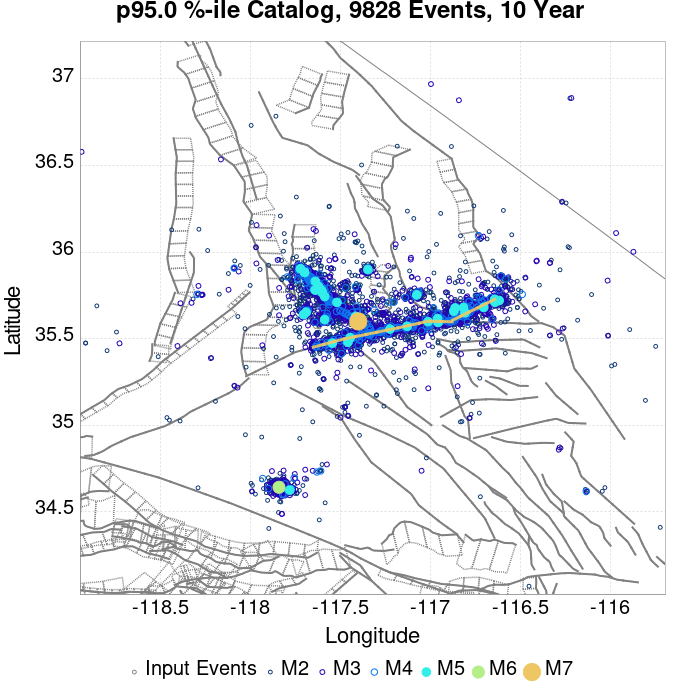 p95.0 %-ile Catalog, 9828 Events, 10 Year
37
36.5
36
35.5
35
34.5
Latitude
-118.5 -118 -117.5 -117 -116.5 -116
Longitude
Input Events M2 M3 M4 M5 M6 M7